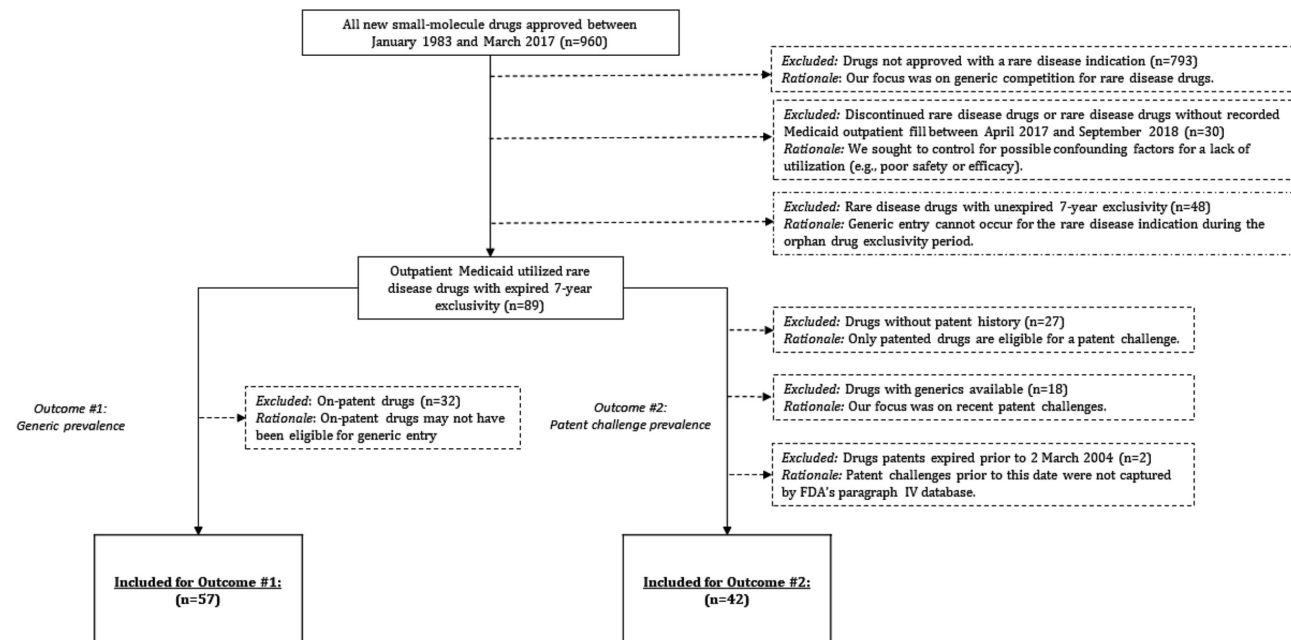 All new small-molecule drugs approved between
January 1983 and March 2017 (n=960)
Excluded: Drugs not approved with a rare disease indication (n=793)
Rationale: Our focus was on generic competition for rare disease drugs.
Excluded: Discontinued rare disease drugs or rare disease drugs without recorded
Medicaid outpatient fill between April 2017 and September 2018 (n=30)
Rationale: We sought to control for possible confounding factors for a lack of
utilization (e.g., poor safety or efficacy).
Excluded: Rare disease drugs with unexpired 7-year exclusivity (n=48)
Rationale: Generic entry cannot occur for the rare disease indication during the
orphan drug exclusivity period.
Outpatient Medicaid utilized rare
disease drugs with expired 7-year
exclusivity (n=89)
Excluded: Drugs without patent history (n=27)
Rationale: Only patented drugs are eligible for a patent challenge.
Outcome #1:
Generic prevalence
Excluded: On-patent drugs (n=32)
Rationale: On-patent drugs may not have
been eligible for generic entry
Outcome #2:
Patent challenge prevalence
Excluded: Drugs with generics available (n=18)
Rationale: Our focus was on recent patent challenges.
Excluded: Drugs patents expired prior to 2 March 2004 (n=2)
Rationale: Patent challenges prior to this date were not captured
by FDA's paragraph IV database.
Included for Outcome #1:
(n=57)
Included for Outcome #2:
(n=42)